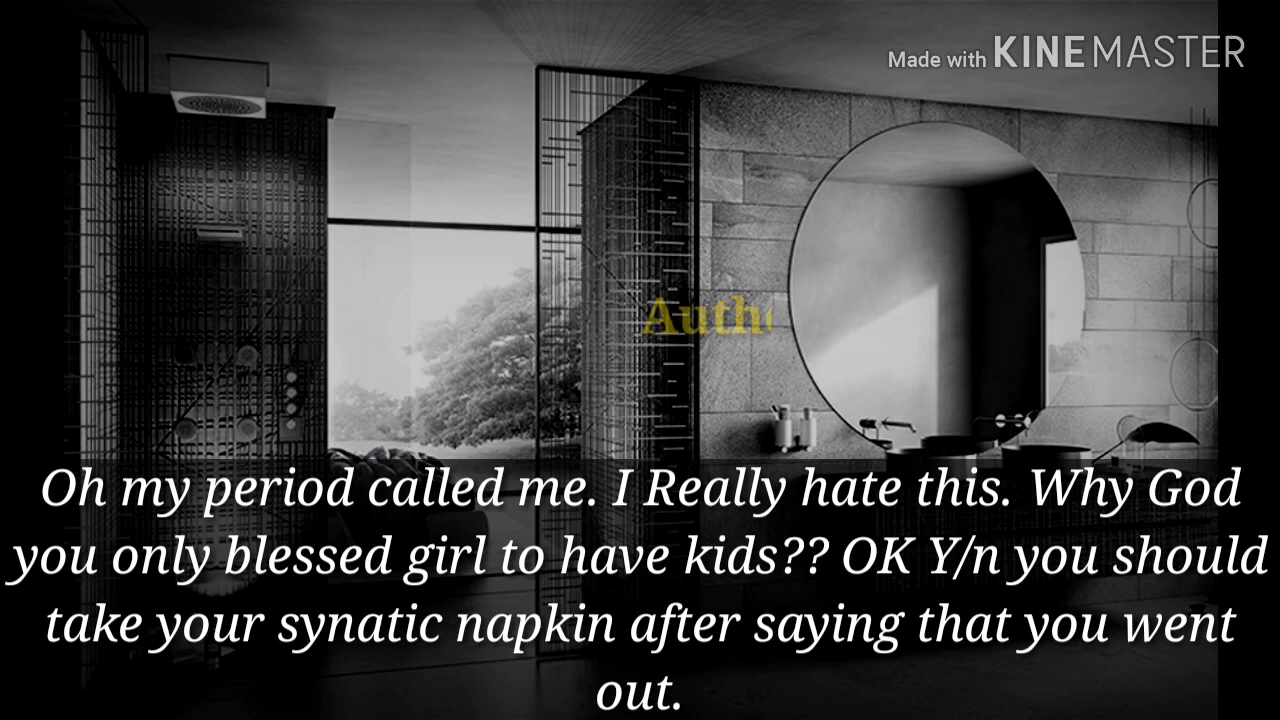 Made with KINEMASTER
Auth
Oh my period called me. I Really hate this. Why God
you only blessed girl to have kids?? OK Y/n you should
take your synatic napkin after saying that you went
out.